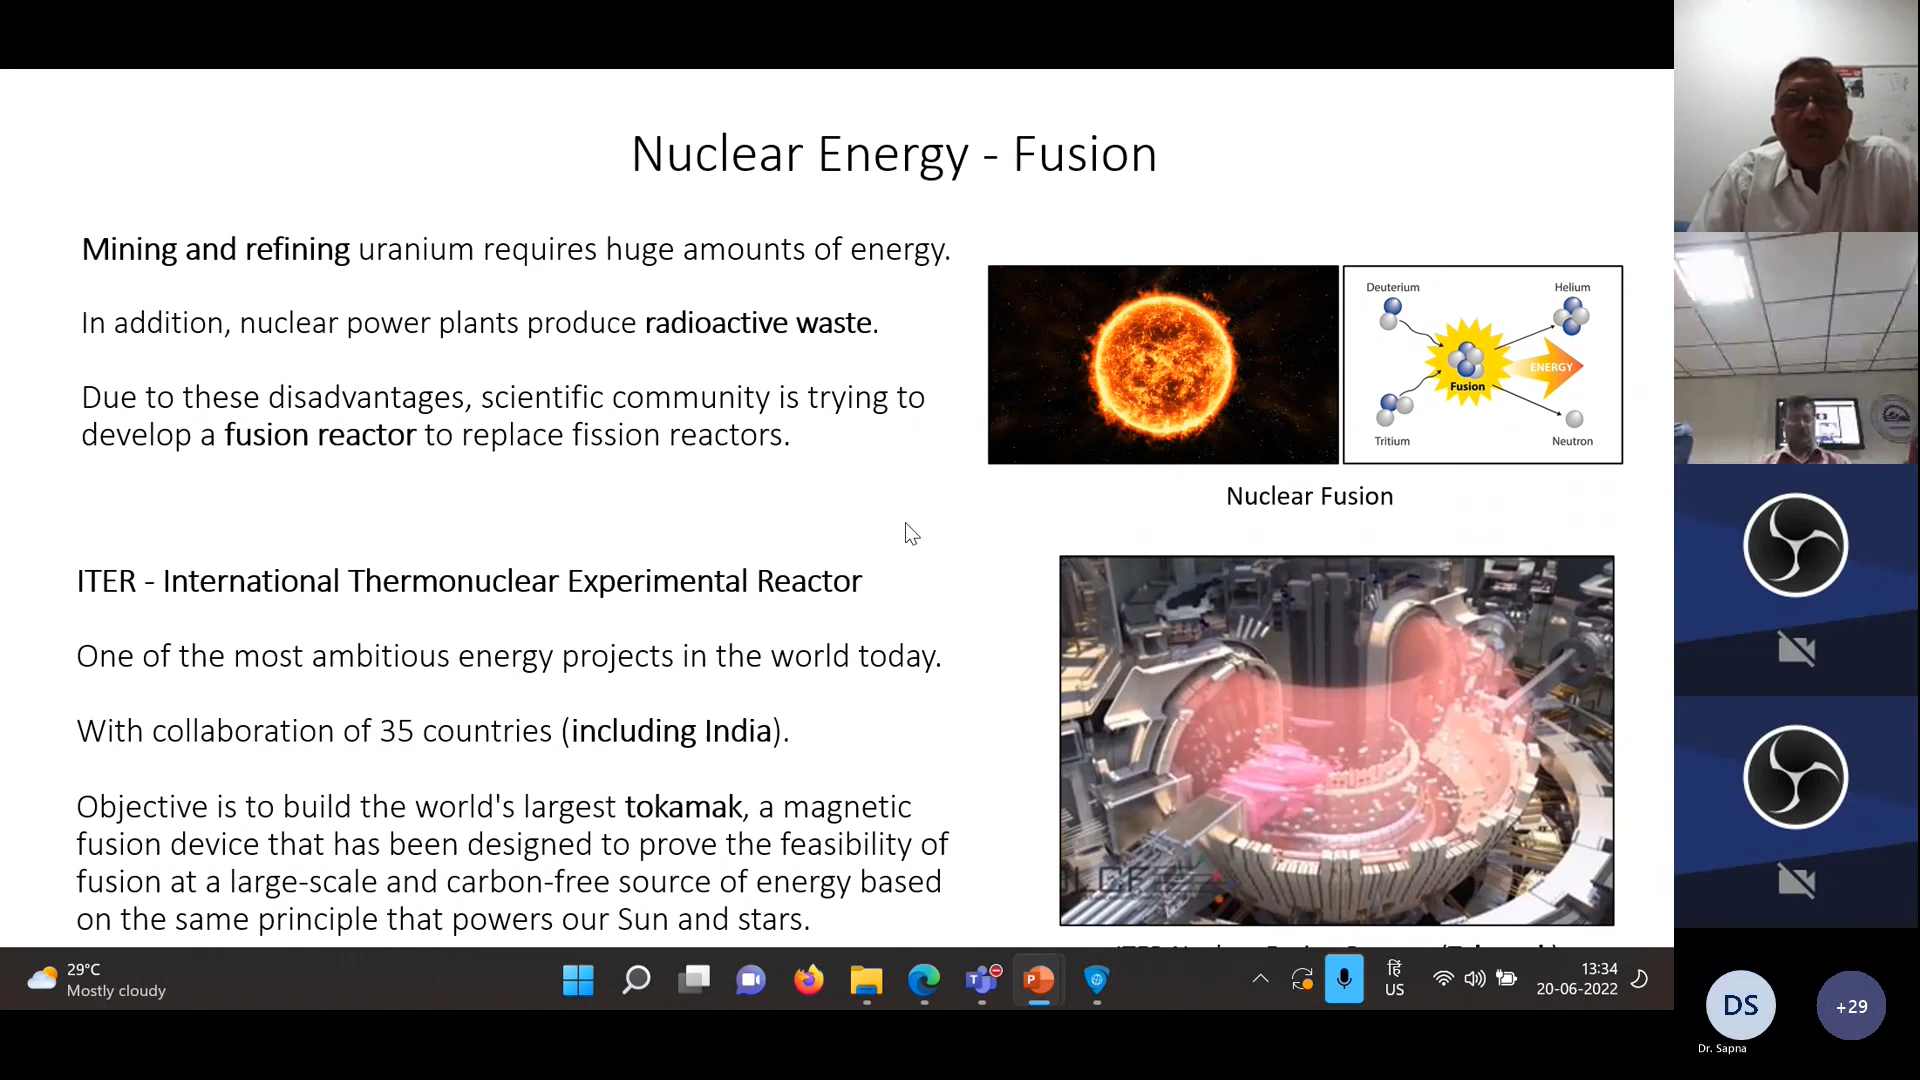 Nuclear Energy - Fusion
Mining and refining uranium requires huge amounts of energy.
In addition, nuclear power plants produce radioactive waste.
Due to these disadvantages, scientific community is trying to
develop a fusion reactor to replace fission reactors.
Deuterium
Helium
Fusion
ENERGY
Tritium
Neutron
Nuclear Fusion
ITER - International Thermonuclear Experimental Reactor
One of the most ambitious energy projects in the world today.
With collaboration of 35 countries (including India).
Objective is to build the world's largest tokamak, a magnetic
fusion device that has been designed to prove the feasibility of
fusion at a large-scale and carbon-free source of energy based
on the same principle that powers our Sun and stars.
29°C
Mostly cloudy
हिं
US
13:34
20-06-2022
DS
+29
Dr. Sapna